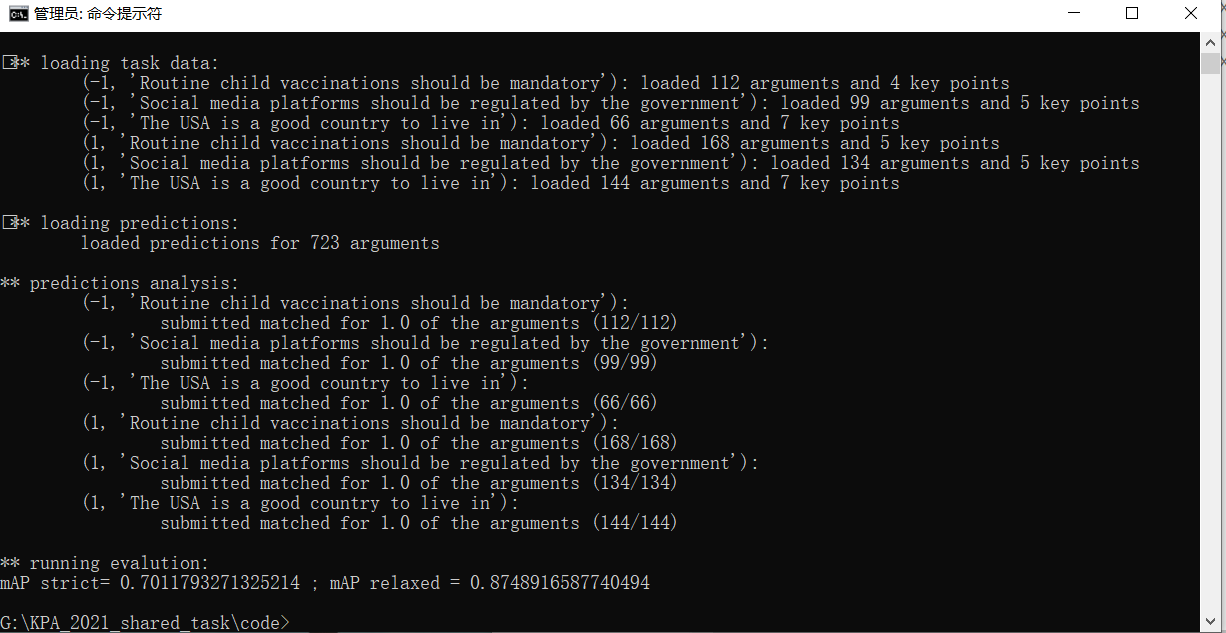 管理员: 命令提示符
** loading task data:
(-1, 'Routine child vaccinations should be mandatory'): loaded 112 arguments and 4 key points
(-1, 'Social media platforms should be regulated by the government'): loaded 99 arguments and 5 key points
(-1, 'The USA is a good country to live in'): loaded 66 arguments and 7 key points
(1, 'Routine child vaccinations should be mandatory'): loaded 168 arguments and 5 key points
(1, 'Social media platforms should be regulated by the government'): loaded 134 arguments and 5 key points
(1, 'The USA is a good country to live in'): loaded 144 arguments and 7 key points
** loading predictions:
loaded predictions for 723 arguments
** predictions analysis:
(-1, 'Routine child vaccinations should be mandatory'):
submitted matched for 1.0 of the arguments (112/112)
(-1, 'Social media platforms should be regulated by the government'):
submitted matched for 1.0 of the arguments (99/99)
(-1, 'The USA is a good country to live in'):
submitted matched for 1.0 of the arguments (66/66)
(1, 'Routine child vaccinations should be mandatory'):
submitted matched for 1.0 of the arguments (168/168)
(1, 'Social media platforms should be regulated by the government'):
submitted matched for 1.0 of the arguments (134/134)
(1, 'The USA is a good country to live in'):
submitted matched for 1.0 of the arguments (144/144)
** running evalution:
mAP strict= 0.7011793271325214 ; mAP relaxed = 0.8748916587740494
G:\KPA_2021_shared_task\code>